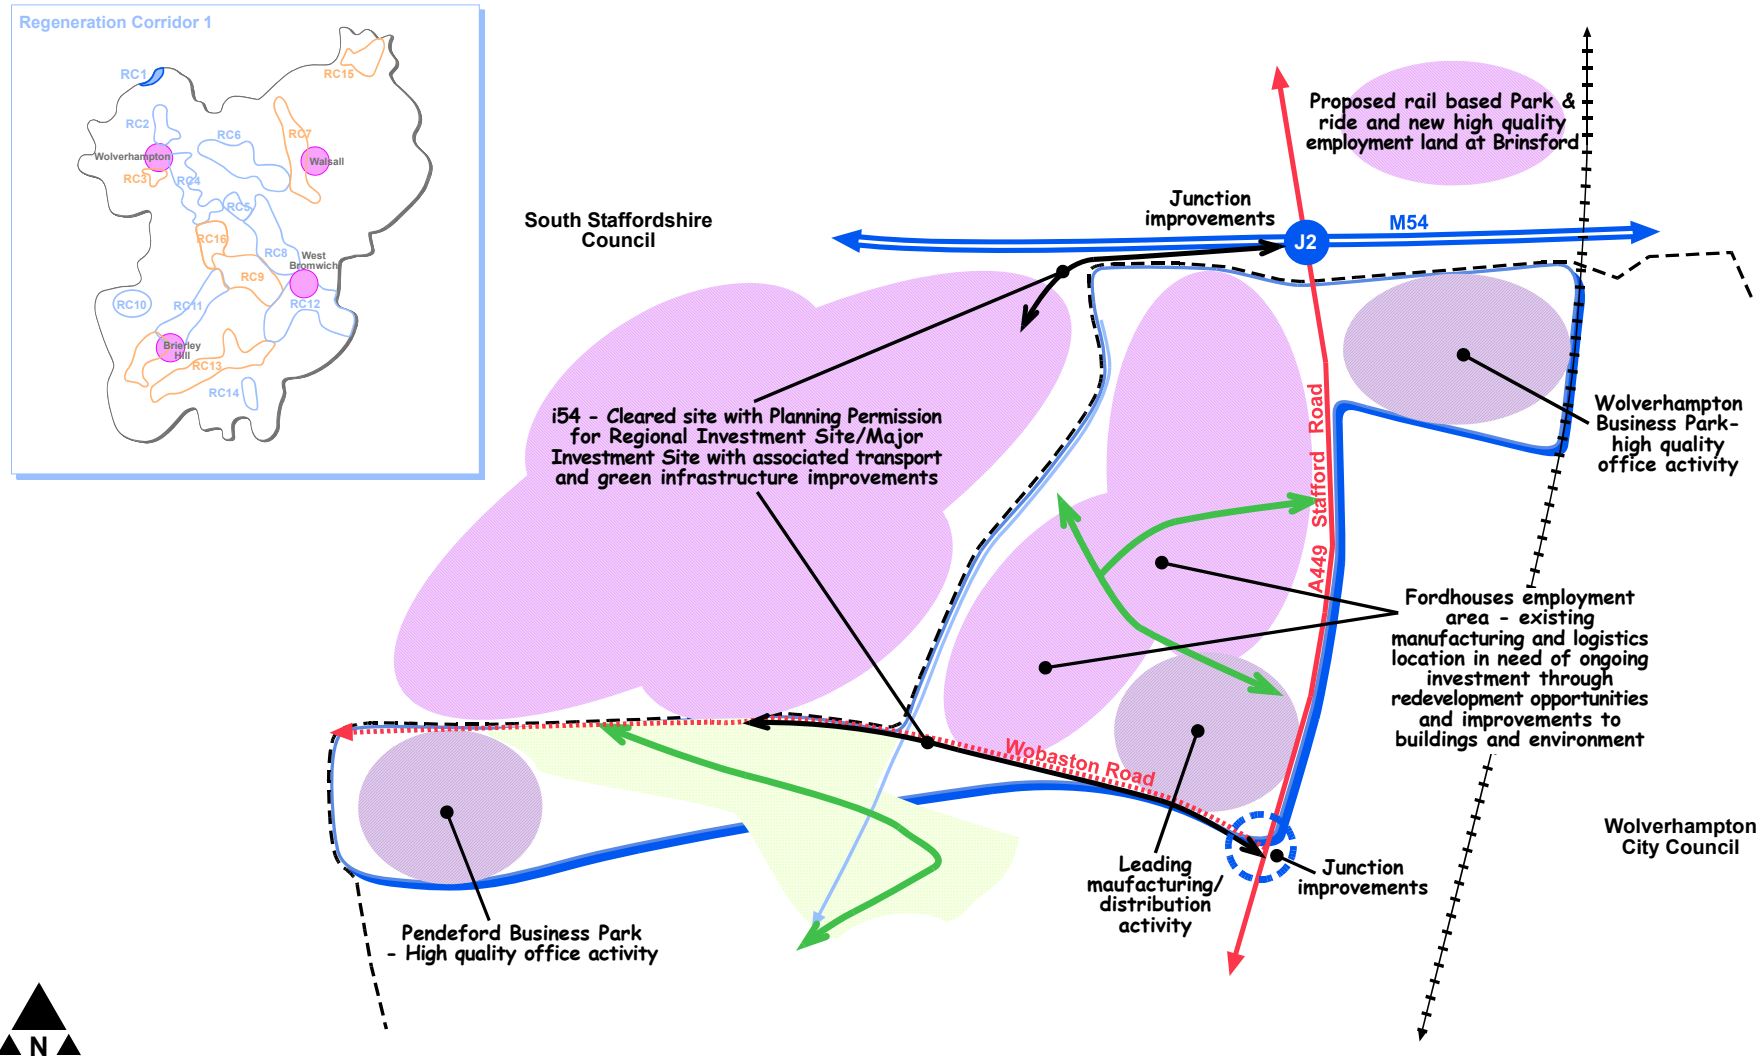 Regeneration Corridor 1
RC1
RC15
RC2
RC6
RC7
Wolverhampton
Walsall
RC3
RC4
RC5
RC16
RC8
West
Bromwich
RC9
RC10
RC11
RC12
Brierley
Hill
RC13
RC14
Proposed rail based Park &
ride and new high quality
employment land at Brinsford
Junction
improvements
South Staffordshire
Council
M54
J2
i54 - Cleared site with Planning Permission
for Regional Investment Site/Major
Investment Site with associated transport
and green infrastructure improvements
Wolverhampton
Business Park-
high quality
office activity
A449 Stafford Road
Fordhouses employment
area - existing
manufacturing and logistics
location in need of ongoing
investment through
redevelopment opportunities
and improvements to
buildings and environment
Wobaston Road
Wolverhampton
City Council
Leading
maufacturing/
distribution
activity
Junction
improvements
Pendeford Business Park
- High quality office activity
N